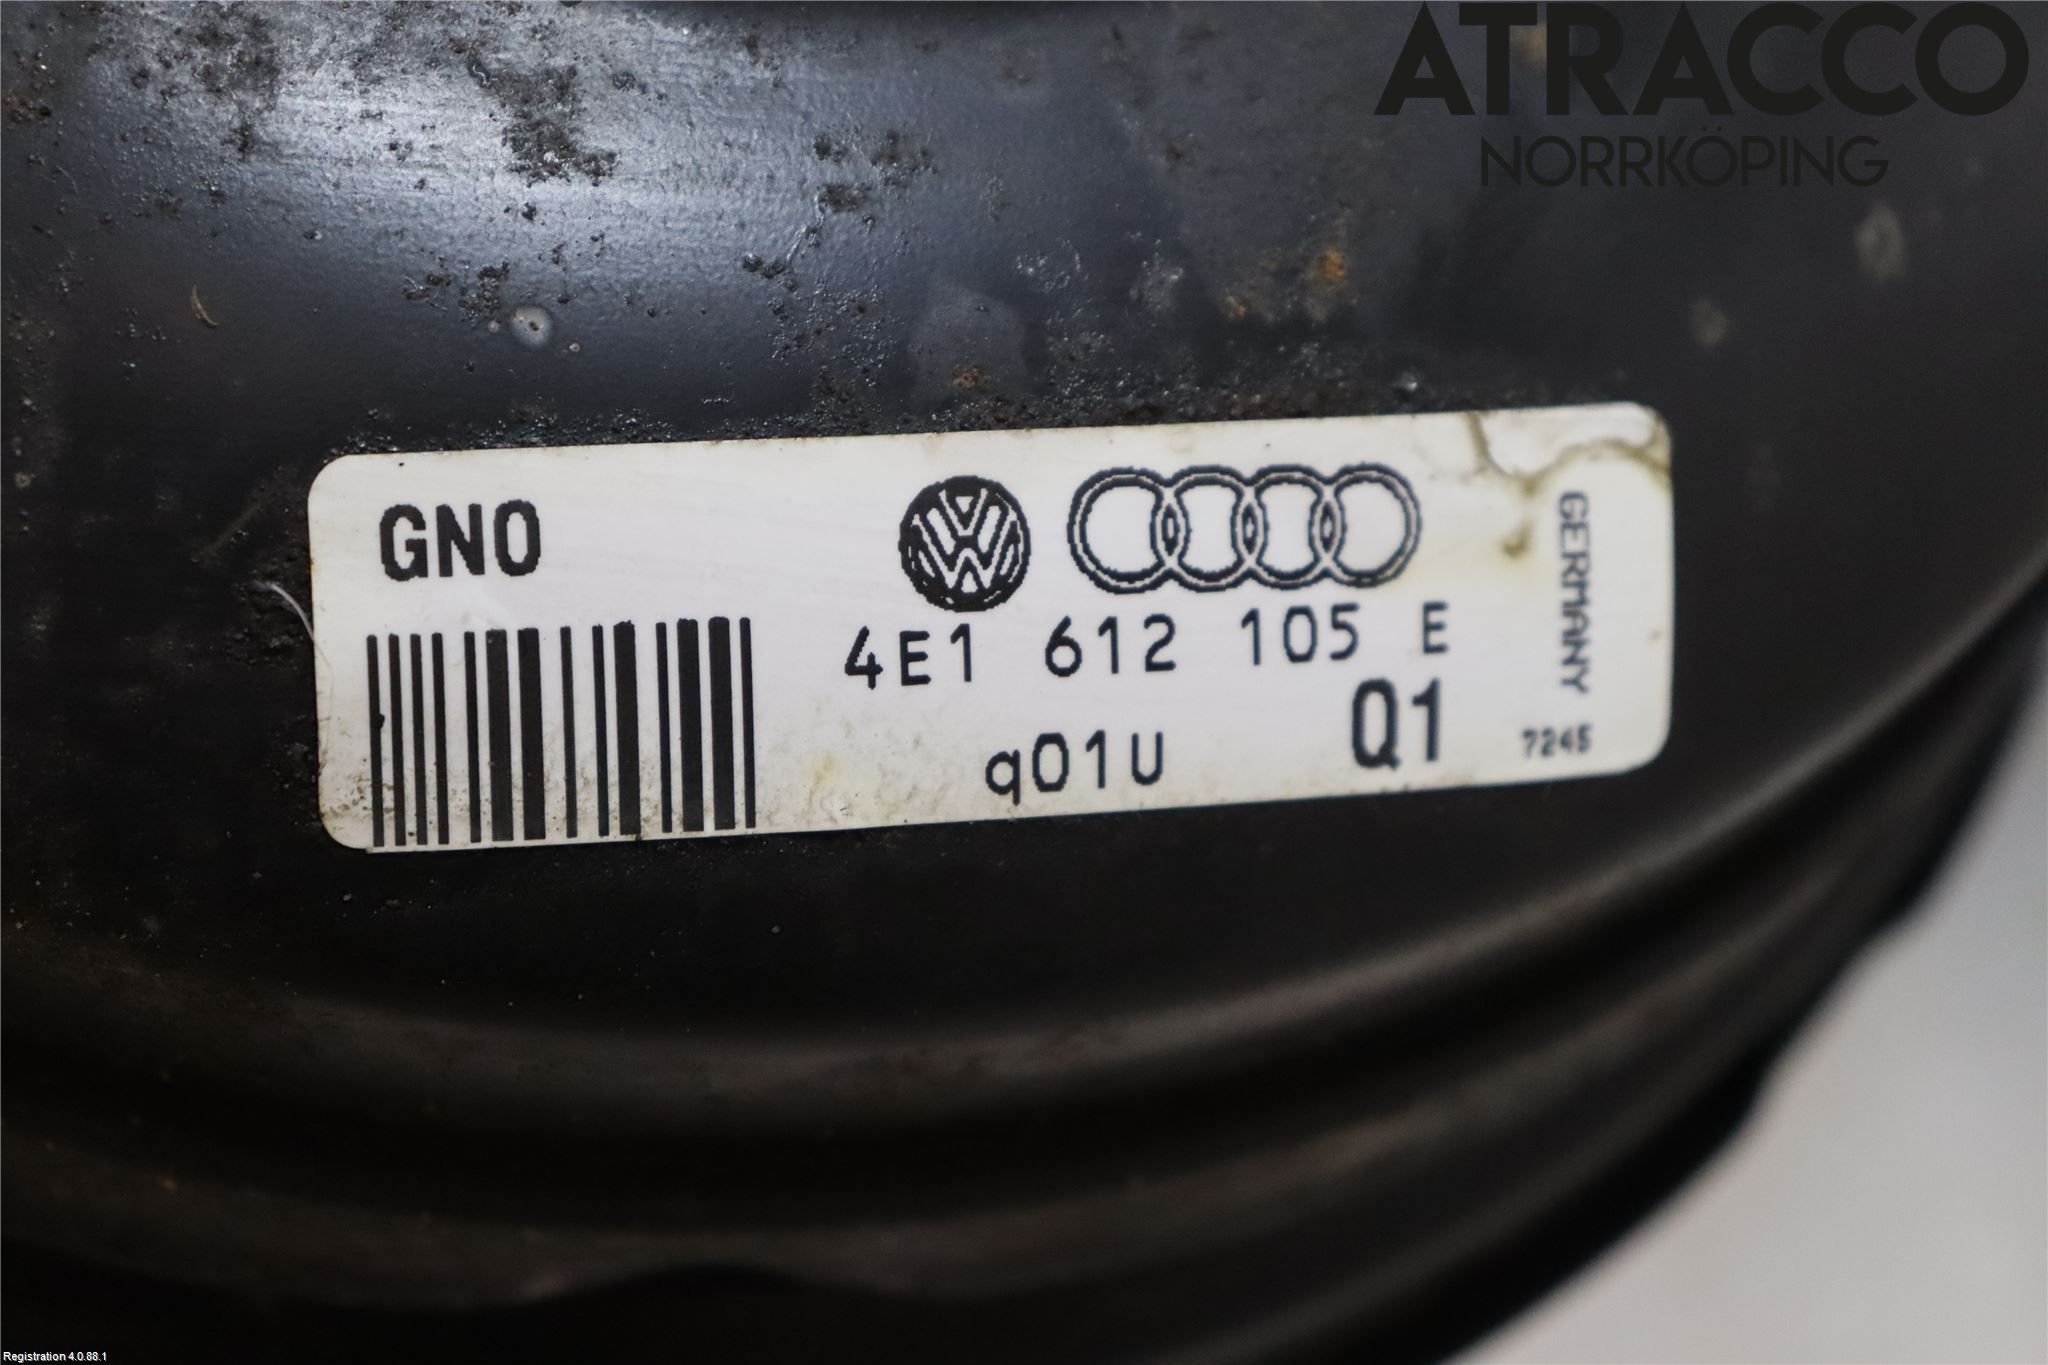 ATRACCO
NORRKÖPING
GNO
4E1 612 105 E
q01U
Q1
GERMANY
7245
Registration 4.0.88.1